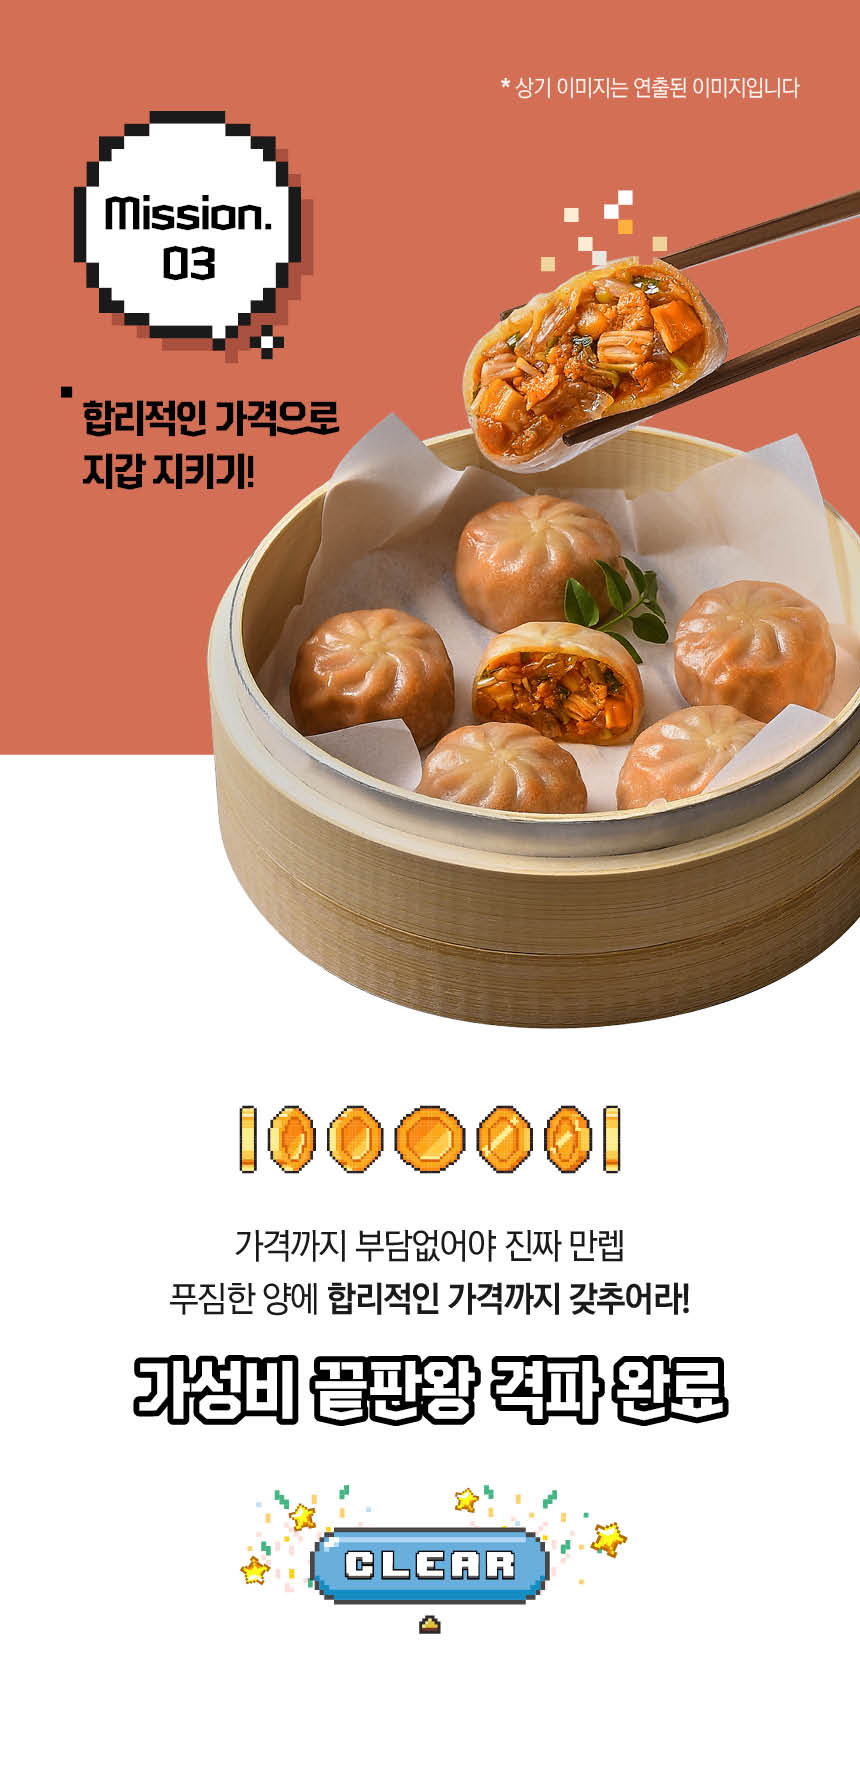 * 상기 이미지는 연출된 이미지입니다
Mission.
03
합리적인 가격으로
지갑 지키기!
가격까지 부담없어야 진짜 만렙
푸짐한 양에 합리적인 가격까지 갖추어라!
가성비 끝판왕 격파 완료
CLEAR